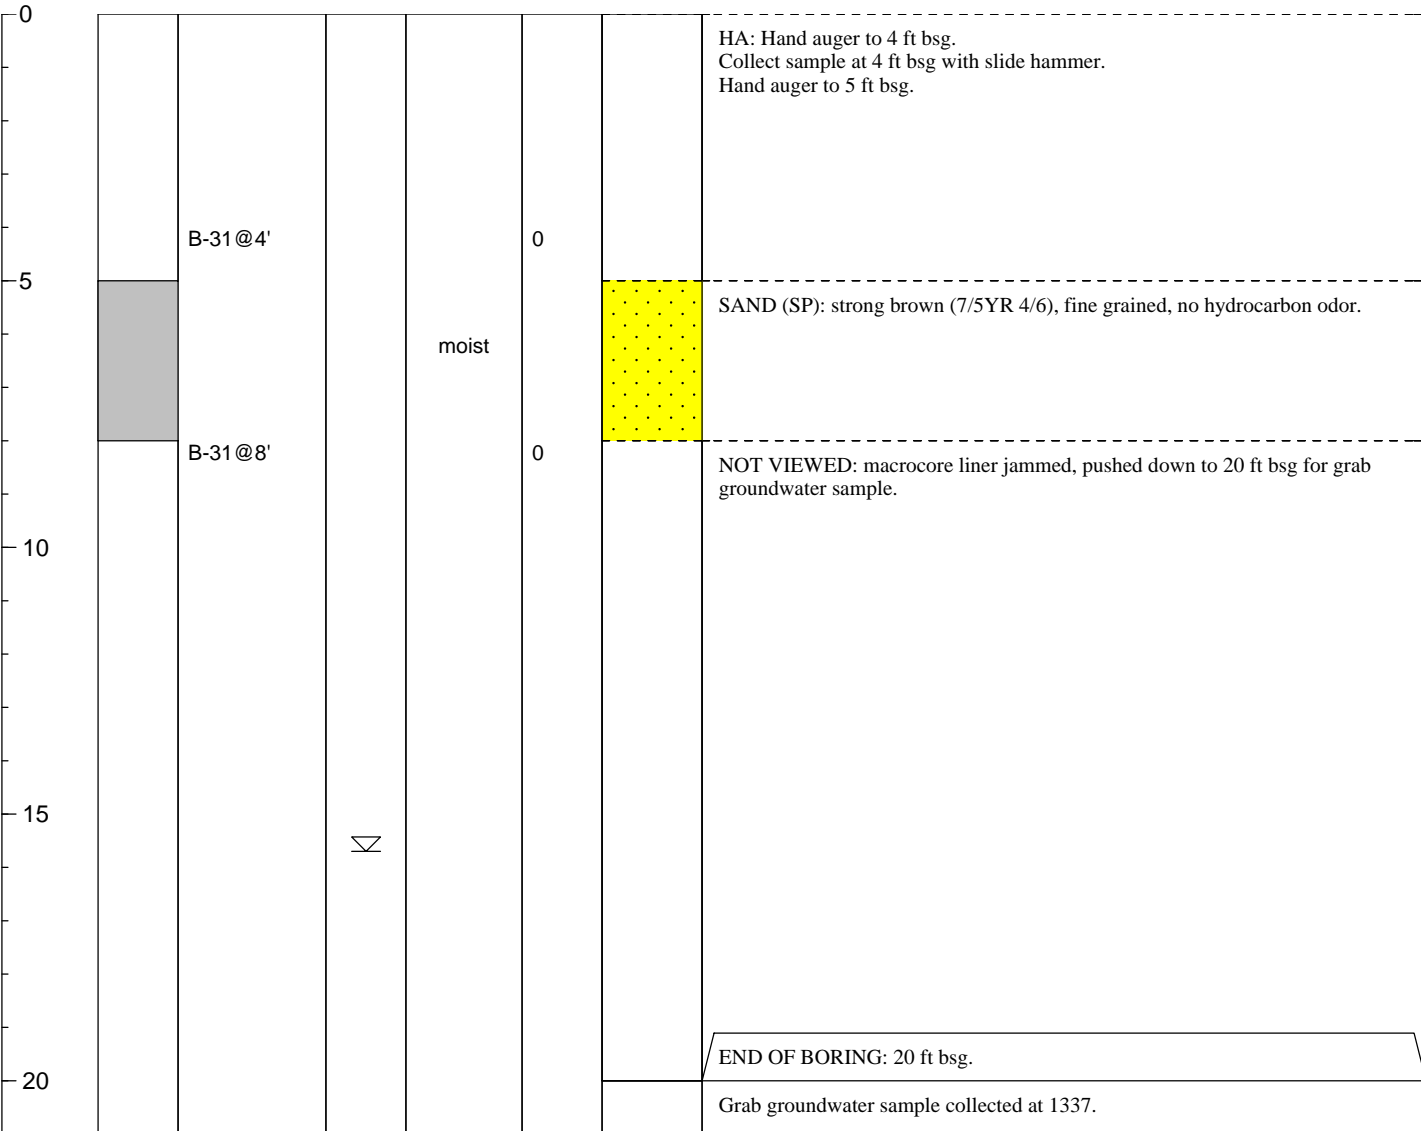 0
HA: Hand auger to 4 ft bsg.
Collect sample at 4 ft bsg with slide hammer.
Hand auger to 5 ft bsg.
B-31@4' 0
5
SAND (SP): strong brown (7/5YR 4/6), fine grained, no hydrocarbon odor.
moist
B-31@8' 0
NOT VIEWED: macrocore liner jammed, pushed down to 20 ft bsg for grab
groundwater sample.
10
15
END OF BORING: 20 ft bsg.
20
Grab groundwater sample collected at 1337.